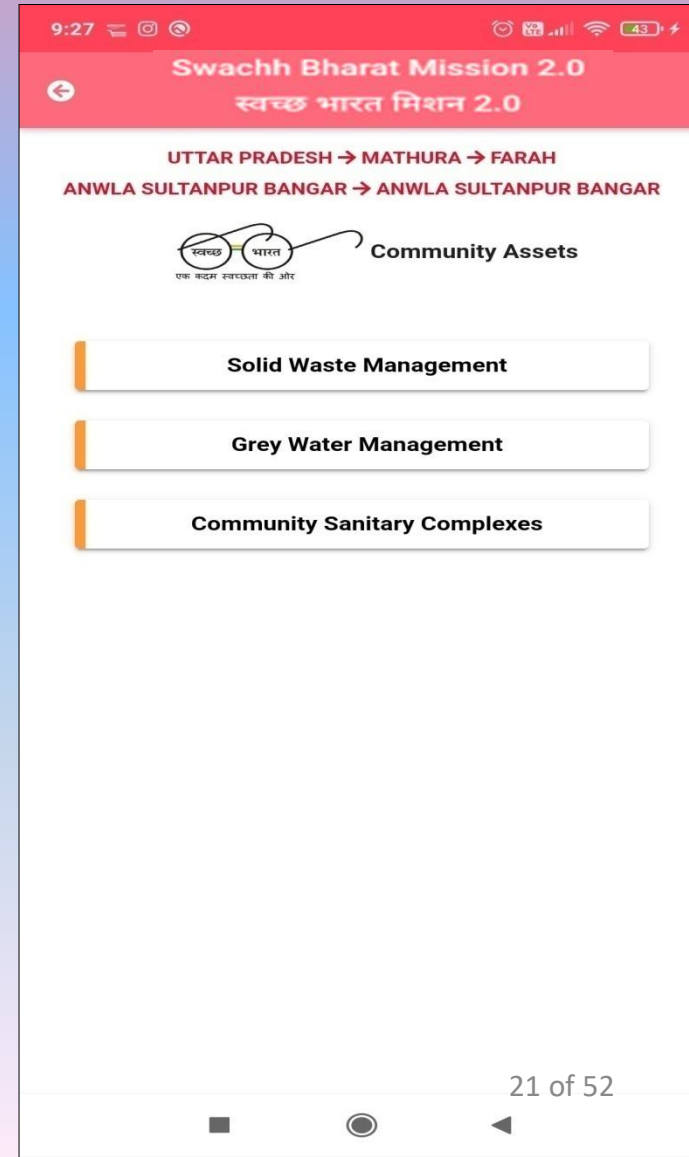 9:27
43
Swachh Bharat Mission 2.0
स्वच्छ भारत मिशन 2.0
UTTAR PRADESH → MATHURA → FARAH
ANWLA SULTANPUR BANGAR → ANWLA SULTANPUR BANGAR
स्वच्छ भारत
एक कदम स्वच्छता की ओर
Community Assets
Solid Waste Management
Grey Water Management
Community Sanitary Complexes
21 of 52